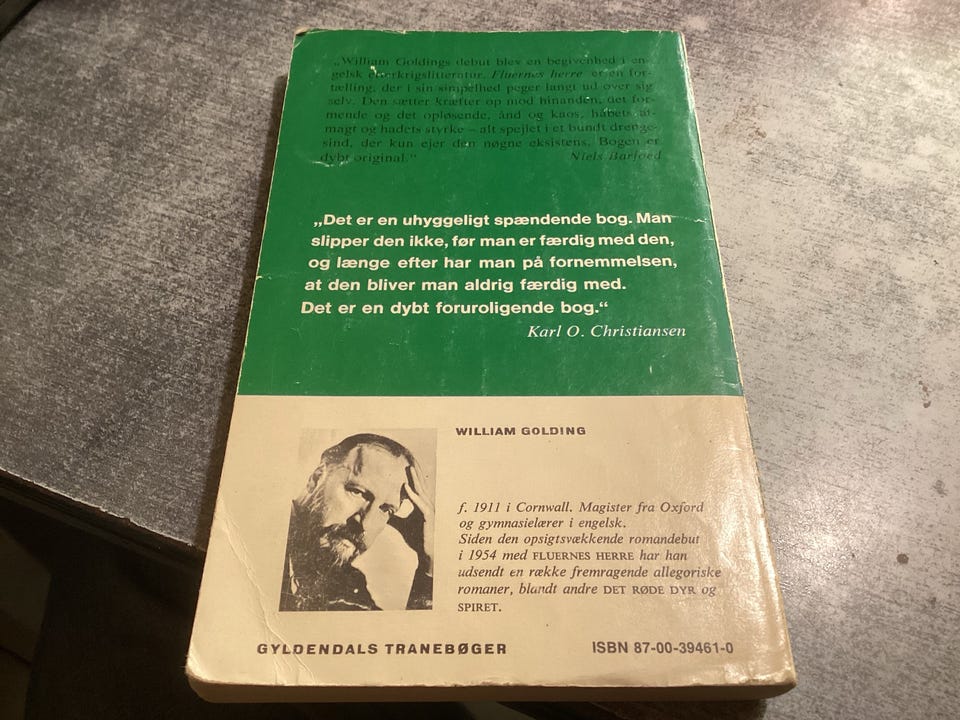 „William Goldings debut blev en begivenhed i en-
gelsk efterkrigslitteratur. Fluernes herre er en for-
tælling, der i sin simpelhed peger langt ud over sig
selv. Den sætter kræfter op mod hinanden, det for-
mende og det opløsende, ånd og kaos, håbets af-
magt og hadets styrke – alt spejlet i et bundt drenge-
sind, der kun ejer den nøgne eksistens. Bogen er
dybt original.“ Niels Barfoed
„Det er en uhyggeligt spændende bog. Man
slipper den ikke, før man er færdig med den,
og længe efter har man på fornemmelsen,
at den bliver man aldrig færdig med.
Det er en dybt foruroligende bog.“
Karl O. Christiansen
WILLIAM GOLDING
f. 1911 i Cornwall. Magister fra Oxford
og gymnasielærer i engelsk.
Siden den opsigtsvækkende romandebut
i 1954 med FLUERNES HERRE har han
udsendt en række fremragende allegoriske
romaner, blandt andre DET RØDE DYR og
SPIRET.
GYLDENDALS TRANEBØGER
ISBN 87-00-39461-0